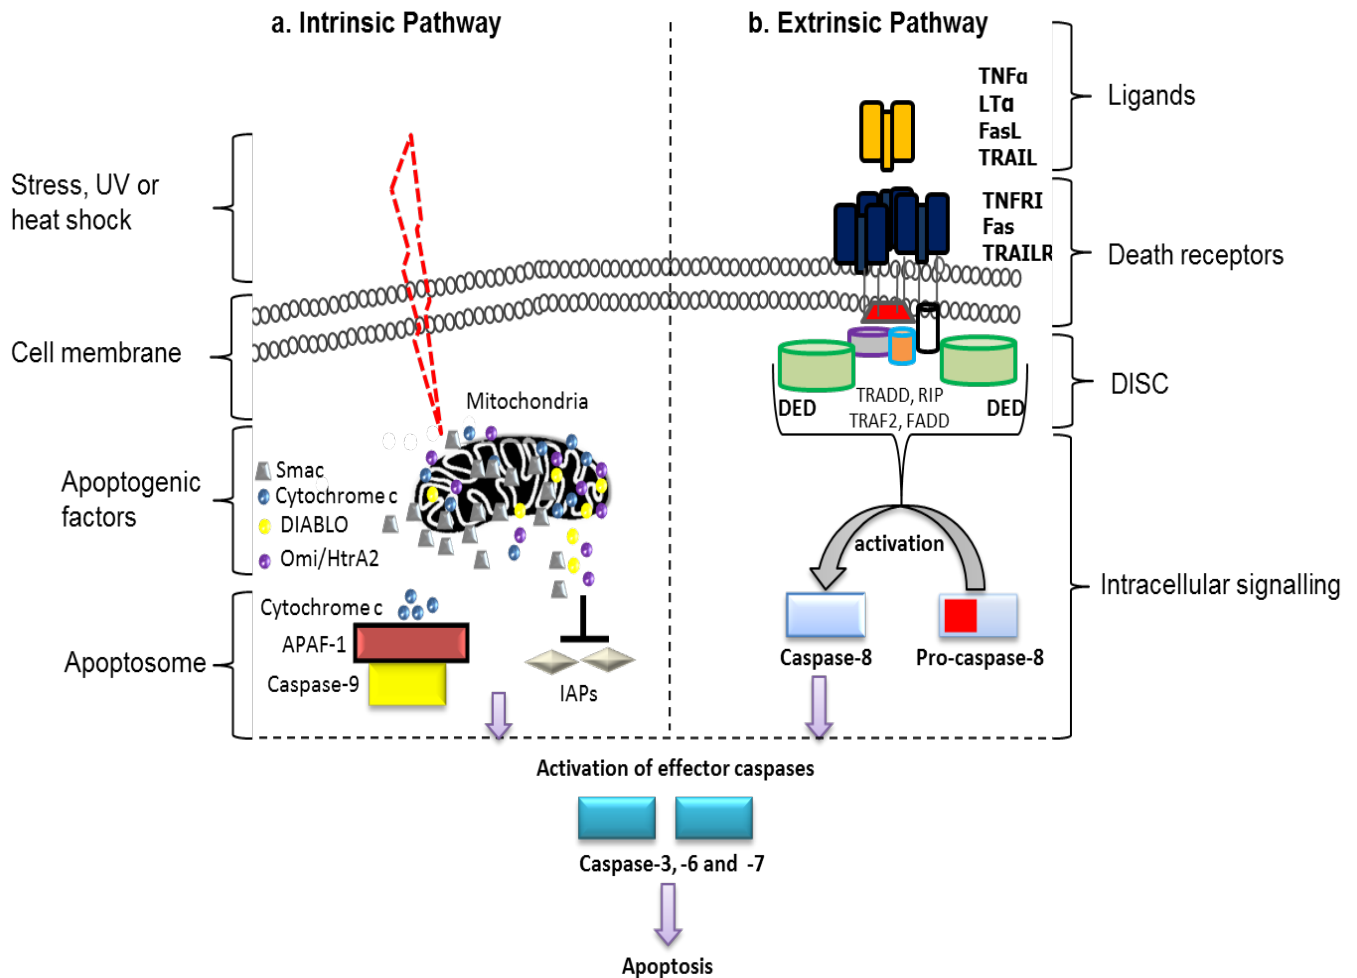 a. Intrinsic Pathway
b. Extrinsic Pathway
Stress, UV or
heat shock
Cell membrane
Apoptogenic
factors
Apoptosome
Mitochondria
Smac
Cytochrome c
DIABLO
Omi/HtrA2
Cytochrome c
APAF-1
Caspase-9
IAPs
TNFα
LTα
FasL
TRAIL
Ligands
TNFRI
Fas
TRAILR
Death receptors
DISC
DED
TRADD, RIP
TRAF2, FADD
DED
activation
Caspase-8
Pro-caspase-8
Intracellular signalling
Activation of effector caspases
Caspase-3, -6 and -7
Apoptosis